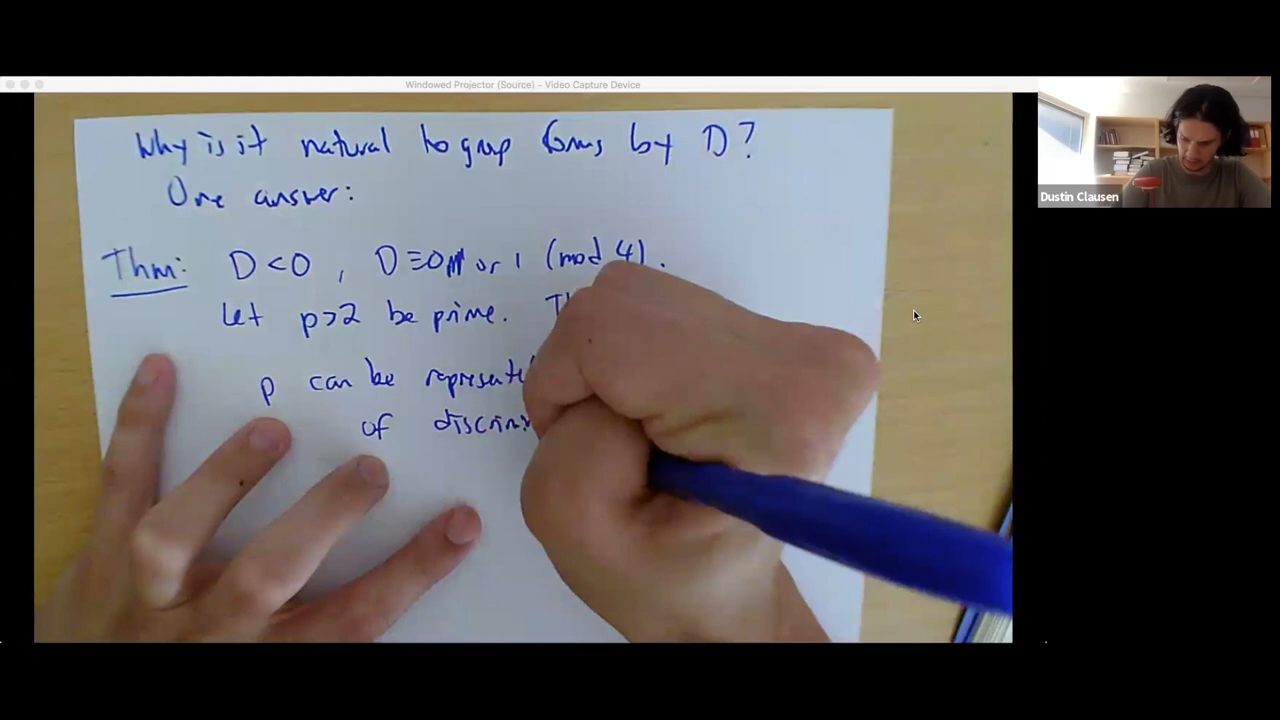 Windowed Projector (Source) - Video Capture Device
Why is it natural to group forms by D?
One answer:
Thm: D<0, D≡0 or 1 (mod 4).
Let p>2 be prime.
p can be
of
Dustin Clausen